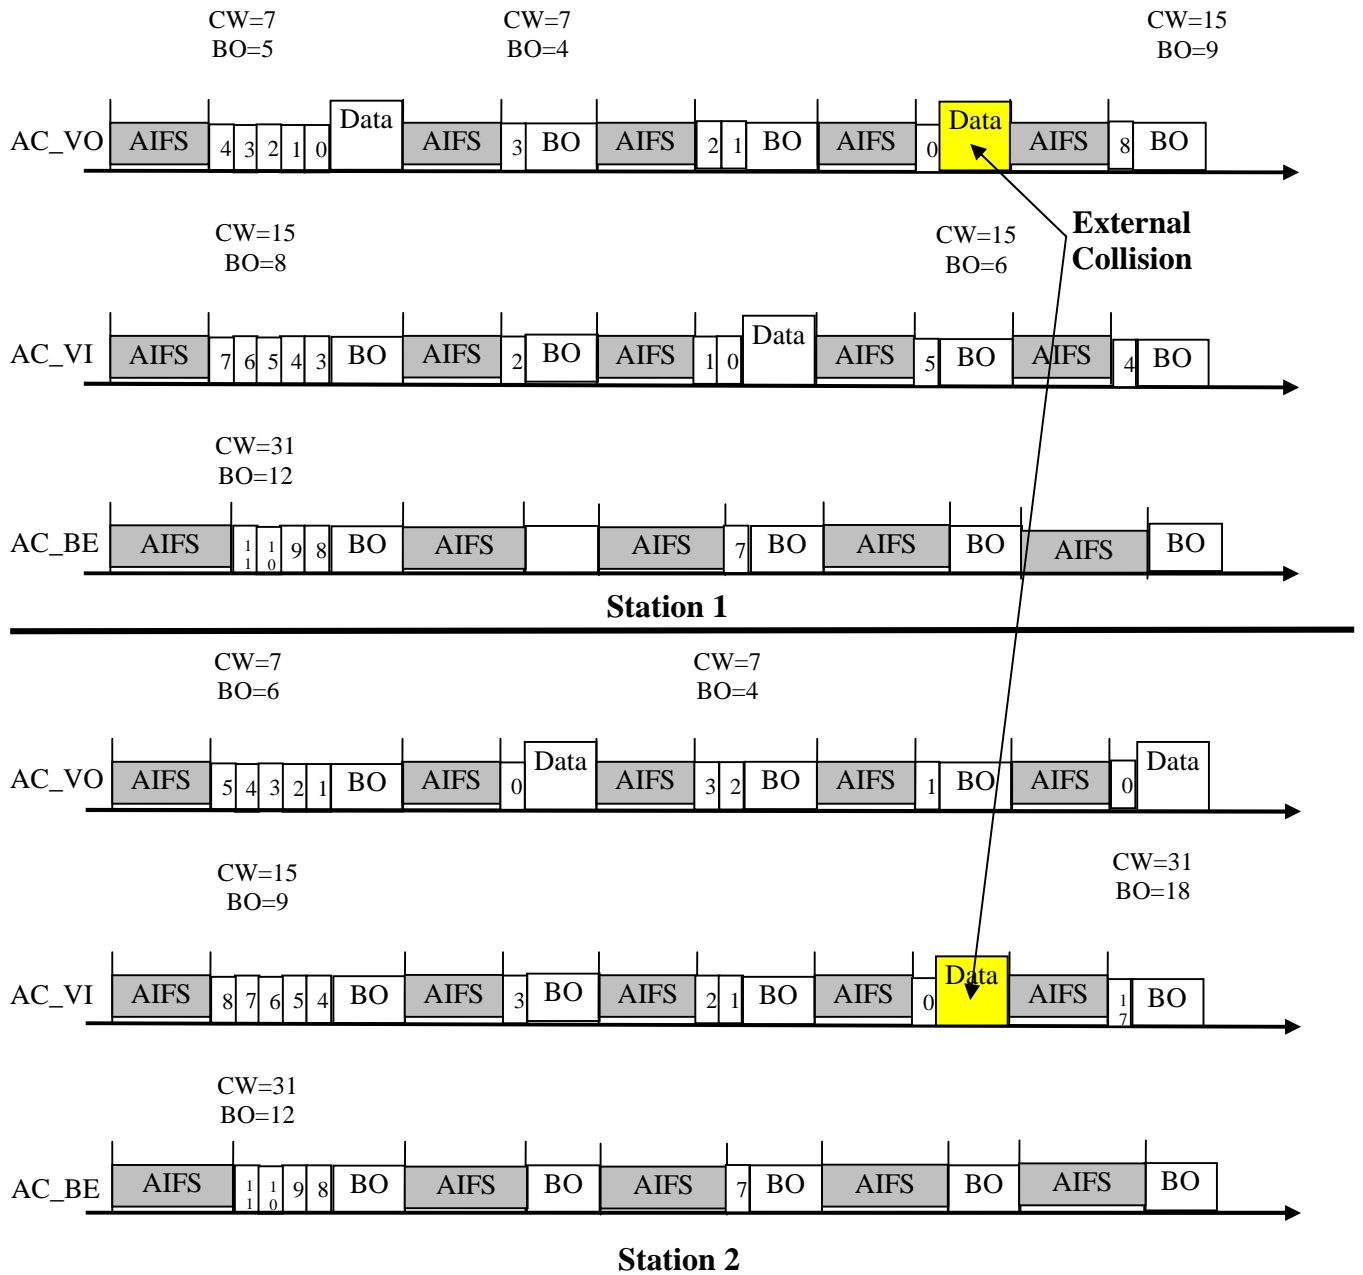 CW=7 CW=7 CW=15
BO=5 BO=4 BO=9
AC_VO AIFS 4 3 2 1 0 Data AIFS 3 BO AIFS 2 1 BO AIFS 0 Data AIFS 8 BO
External
Collision
CW=15 CW=15
BO=8 BO=6
AC_VI AIFS 7 6 5 4 3 BO AIFS 2 BO AIFS 1 0 Data AIFS 5 BO AIFS 4 BO
CW=31
BO=12
AC_BE AIFS 11 10 9 8 BO AIFS AIFS 7 BO AIFS BO AIFS BO
Station 1
CW=7 CW=7
BO=6 BO=4
AC_VO AIFS 5 4 3 2 1 BO AIFS 0 Data AIFS 3 2 BO AIFS 1 BO AIFS 0 Data
CW=15 CW=31
BO=9 BO=18
AC_VI AIFS 8 7 6 5 4 BO AIFS 3 BO AIFS 2 1 BO AIFS 0 Data AIFS 17 BO
CW=31
BO=12
AC_BE AIFS 11 10 9 8 BO AIFS BO AIFS 7 BO AIFS BO AIFS BO
Station 2